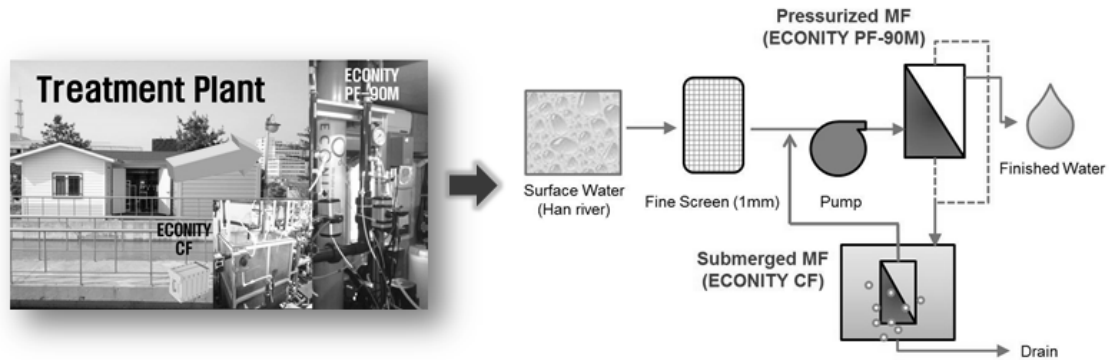 Treatment Plant
ECONITY
PF-90M
ECONITY
CF
Pressurized MF
(ECONITY PF-90M)
Surface Water
(Han river)
Fine Screen (1mm)
Pump
Finished Water
Submerged MF
(ECONITY CF)
Drain